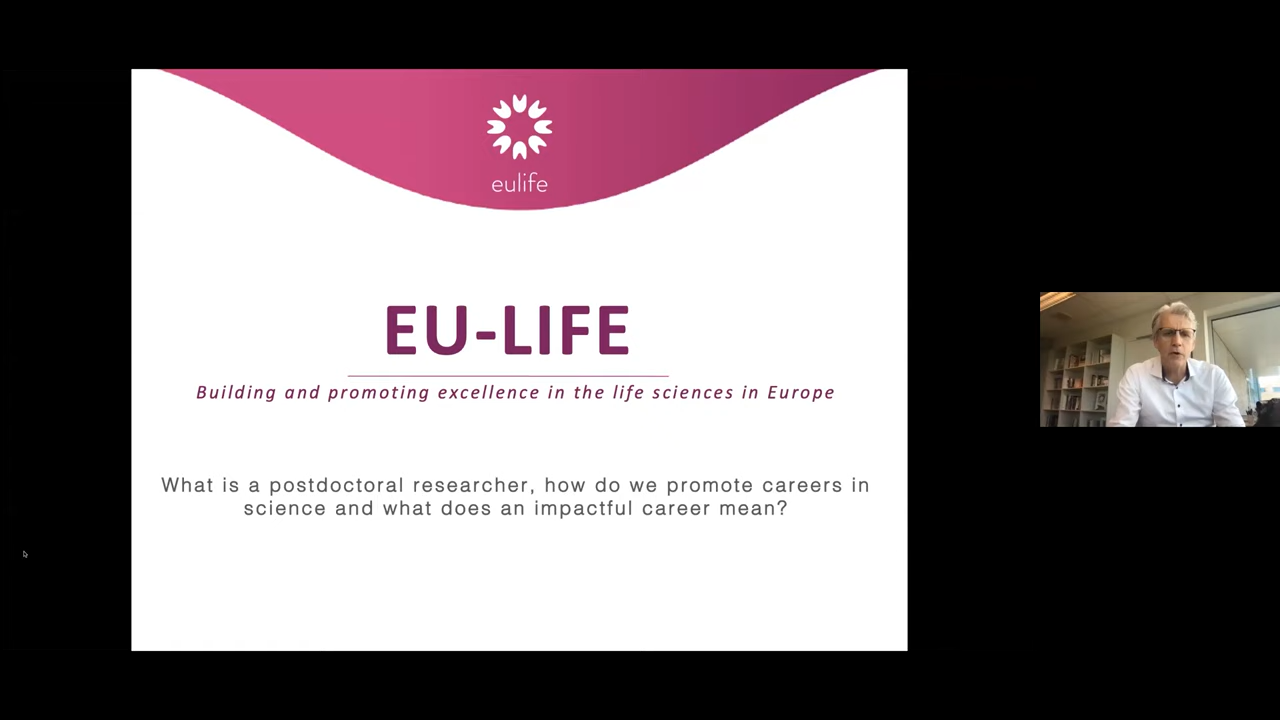 eulife
EU-LIFE
Building and promoting excellence in the life sciences in Europe
What is a postdoctoral researcher, how do we promote careers in
science and what does an impactful career mean?